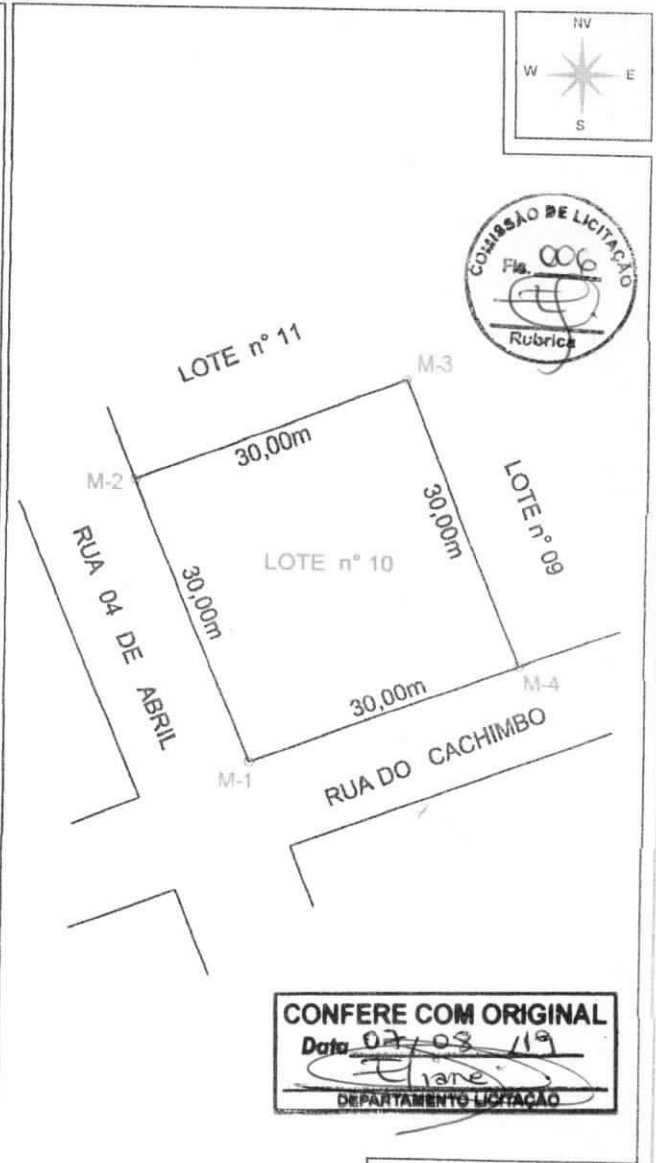 NV
W E
S
COMISSÃO DE LICITAÇÃO
Fls. 006
Rubrica
LOTE nº 11
M-3
30,00m
M-2
LOTE nº 09
30,00m
RUA 04 DE ABRIL
LOTE nº 10
30,00m
30,00m
M-4
M-1
RUA DO CACHIMBO
CONFERE COM ORIGINAL
Data 07/08/19
Eliane
DEPARTAMENTO LICITAÇÃO